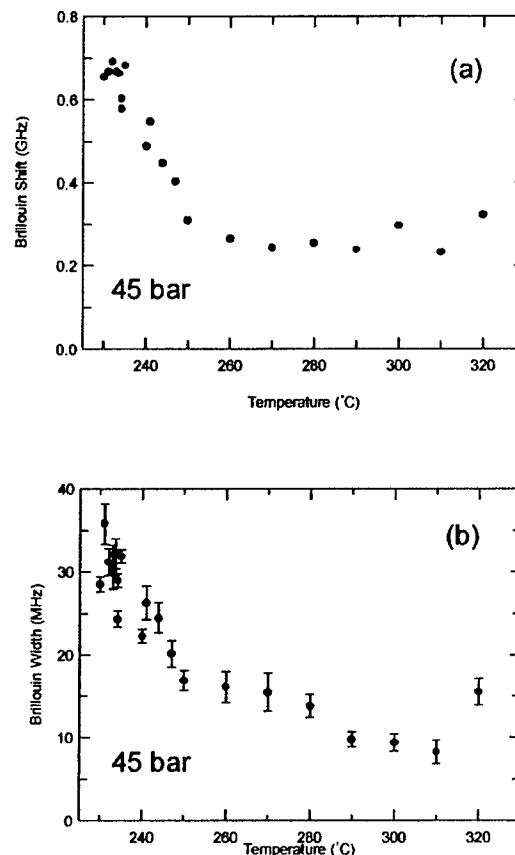 0.8
(a)
0.6
Brillouin Shift (GHz)
0.4
0.2
45 bar
0.0
240 260 280 300 320
Temperature (°C)
40
(b)
30
Brillouin Width (MHz)
20
10
45 bar
0
240 260 280 300 320
Temperature (°C)